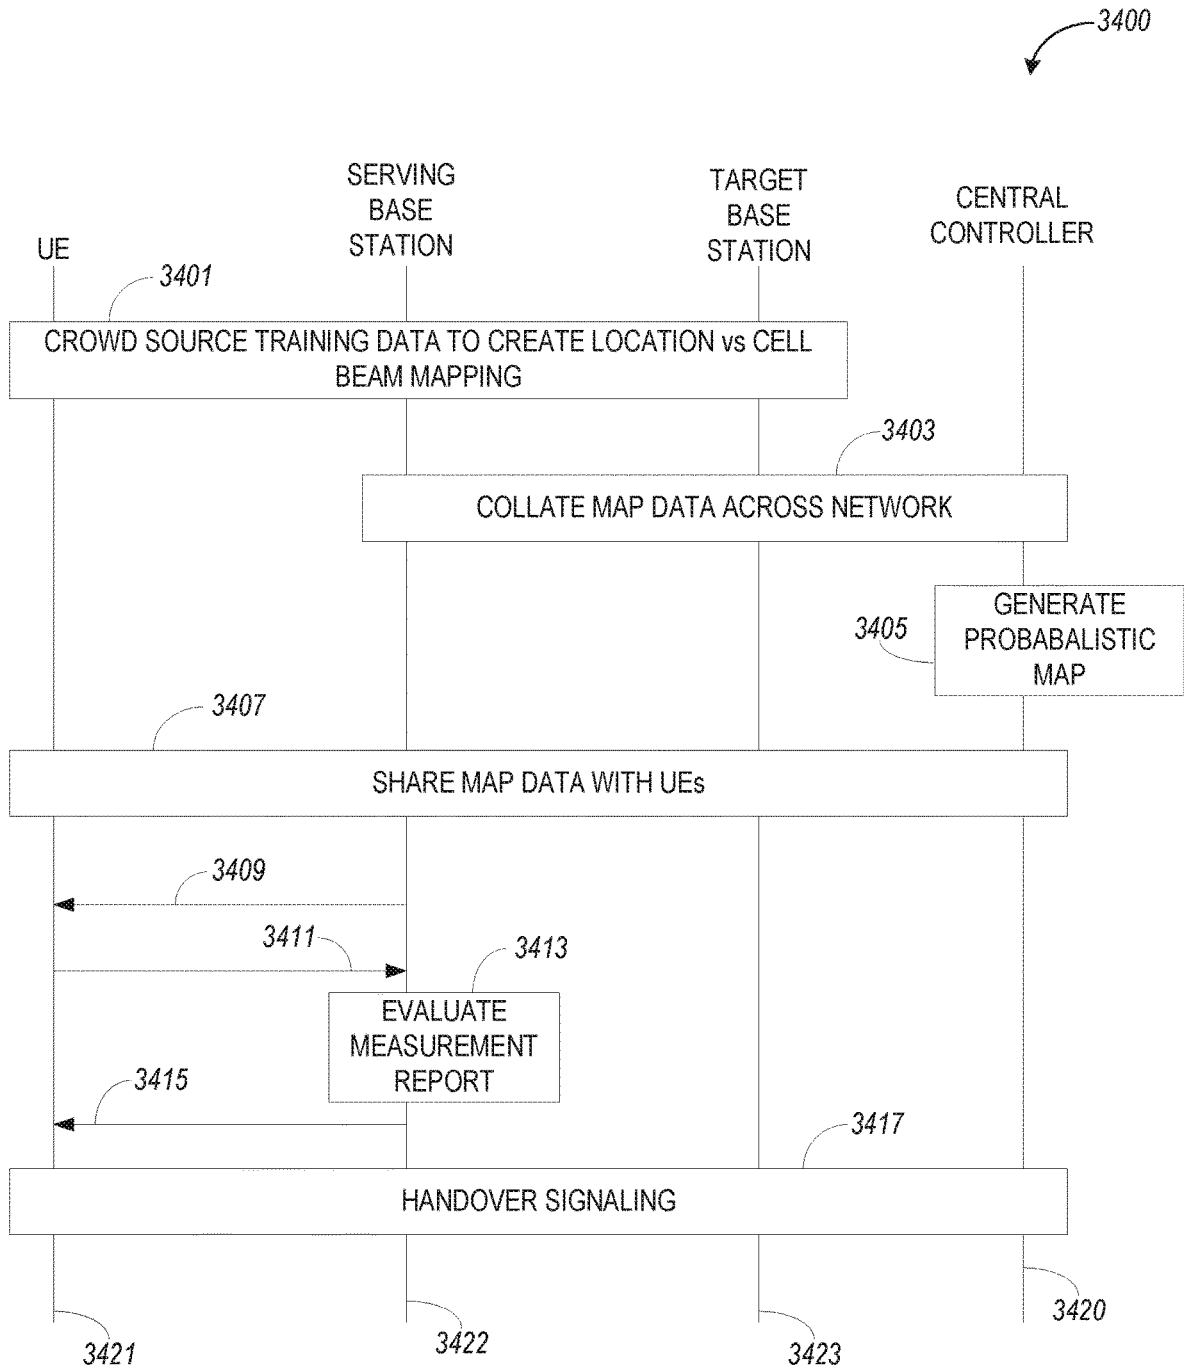 3400
UE
SERVING
BASE
STATION
TARGET
BASE
STATION
CENTRAL
CONTROLLER
3401
CROWD SOURCE TRAINING DATA TO CREATE LOCATION vs CELL
BEAM MAPPING
3403
COLLATE MAP DATA ACROSS NETWORK
3405
GENERATE
PROBABALISTIC
MAP
3407
SHARE MAP DATA WITH UEs
3409
3411
3413
EVALUATE
MEASUREMENT
REPORT
3415
3417
HANDOVER SIGNALING
3421
3422
3423
3420